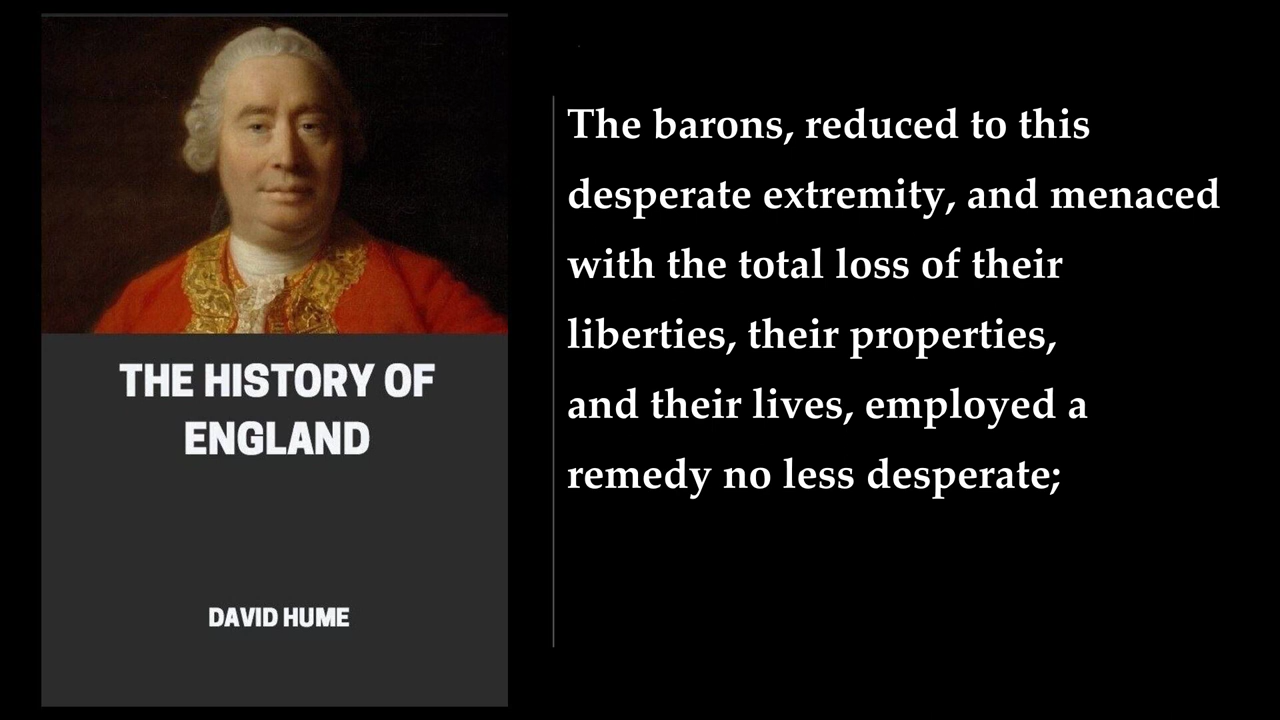 THE HISTORY OF
ENGLAND
DAVID HUME
The barons, reduced to this
desperate extremity, and menaced
with the total loss of their
liberties, their properties,
and their lives, employed a
remedy no less desperate;